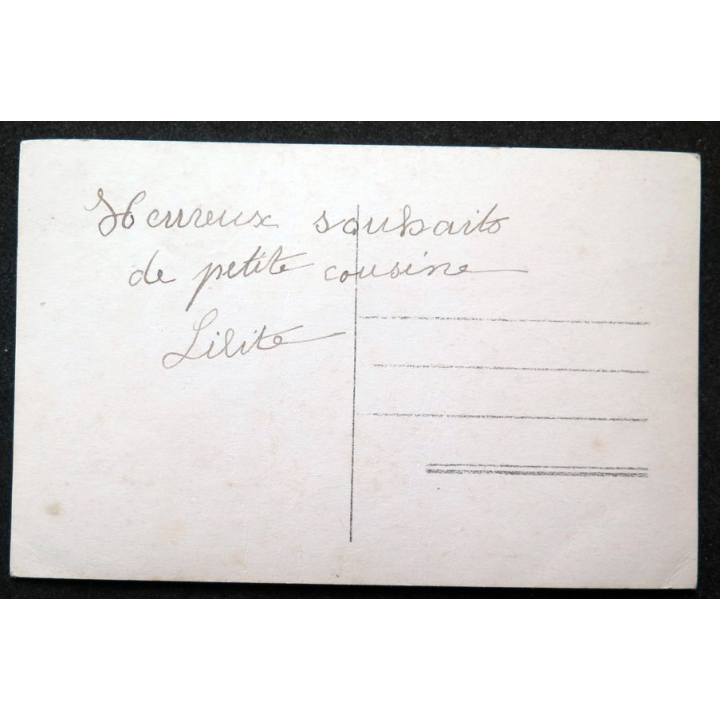 Heureux souhaits
de petite cousine
Lilite